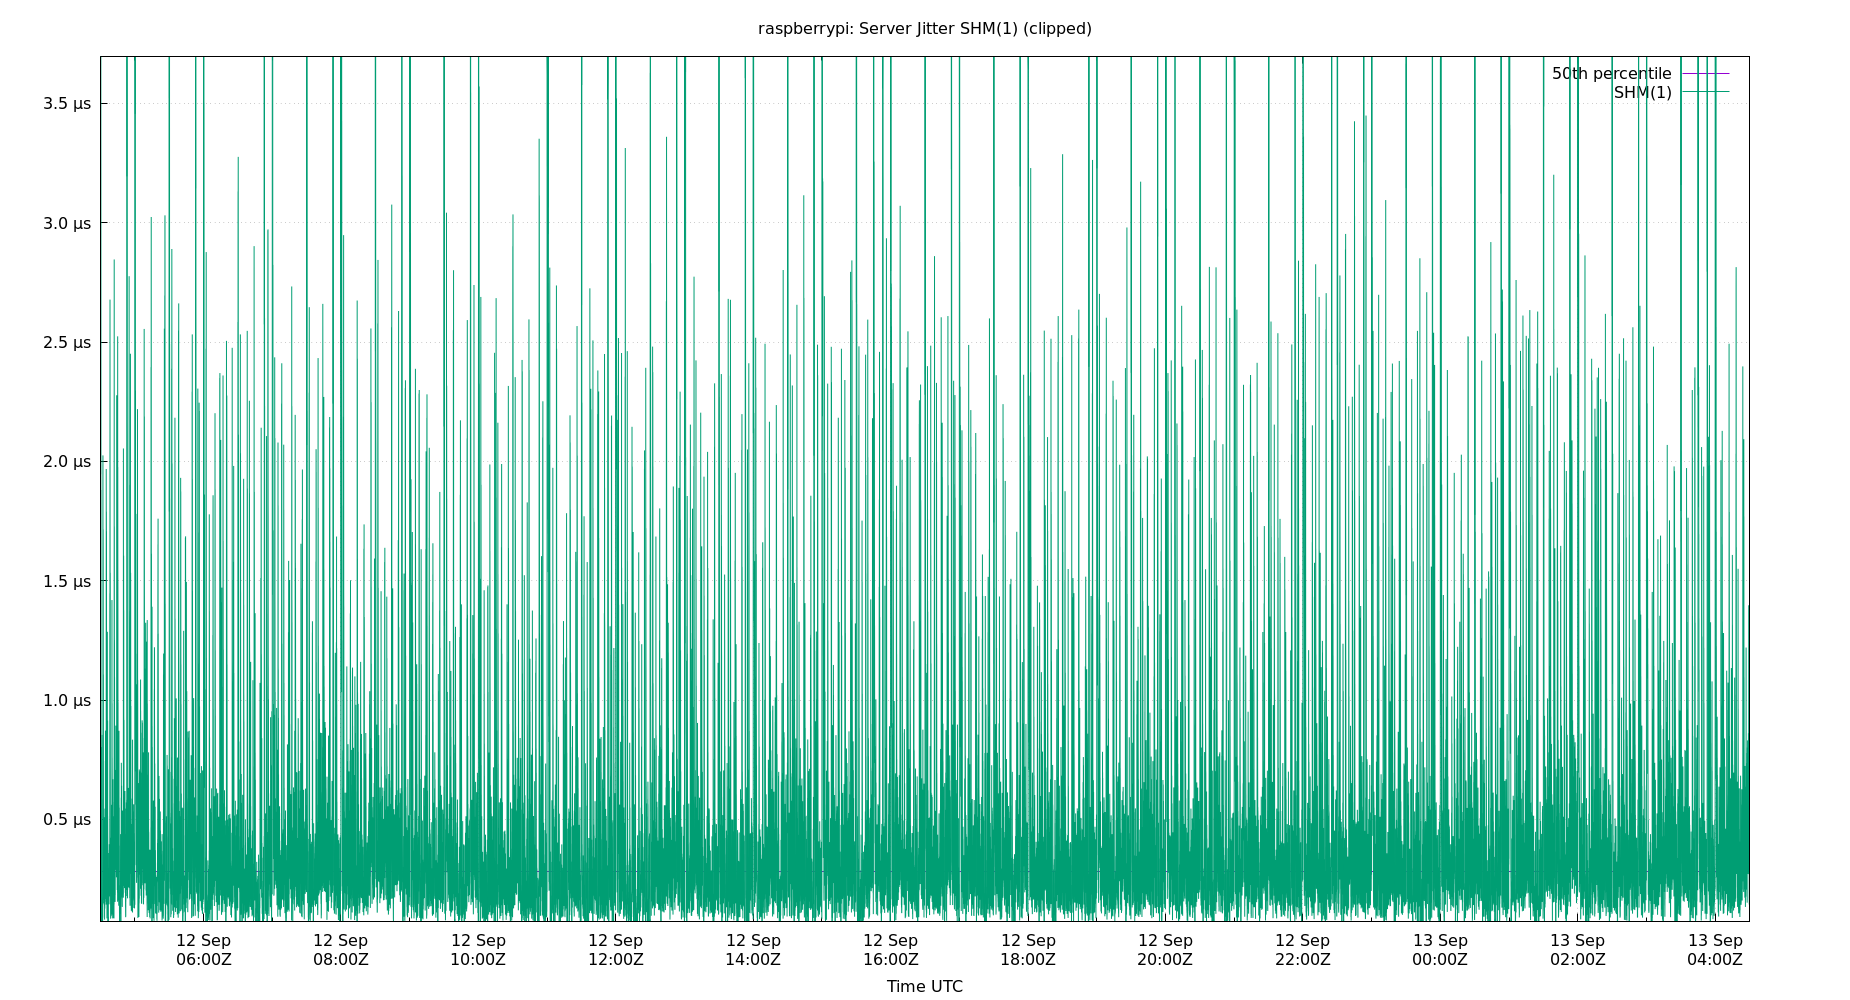 raspberrypi: Server Jitter SHM(1) (clipped)
50th percentile
SHM(1)
3.5 µs
3.0 µs
2.5 µs
2.0 µs
1.5 µs
1.0 µs
0.5 µs
12 Sep 12 Sep 12 Sep 12 Sep 12 Sep 12 Sep 12 Sep 12 Sep 12 Sep 13 Sep 13 Sep 13 Sep
06:00Z 08:00Z 10:00Z 12:00Z 14:00Z 16:00Z 18:00Z 20:00Z 22:00Z 00:00Z 02:00Z 04:00Z
Time UTC